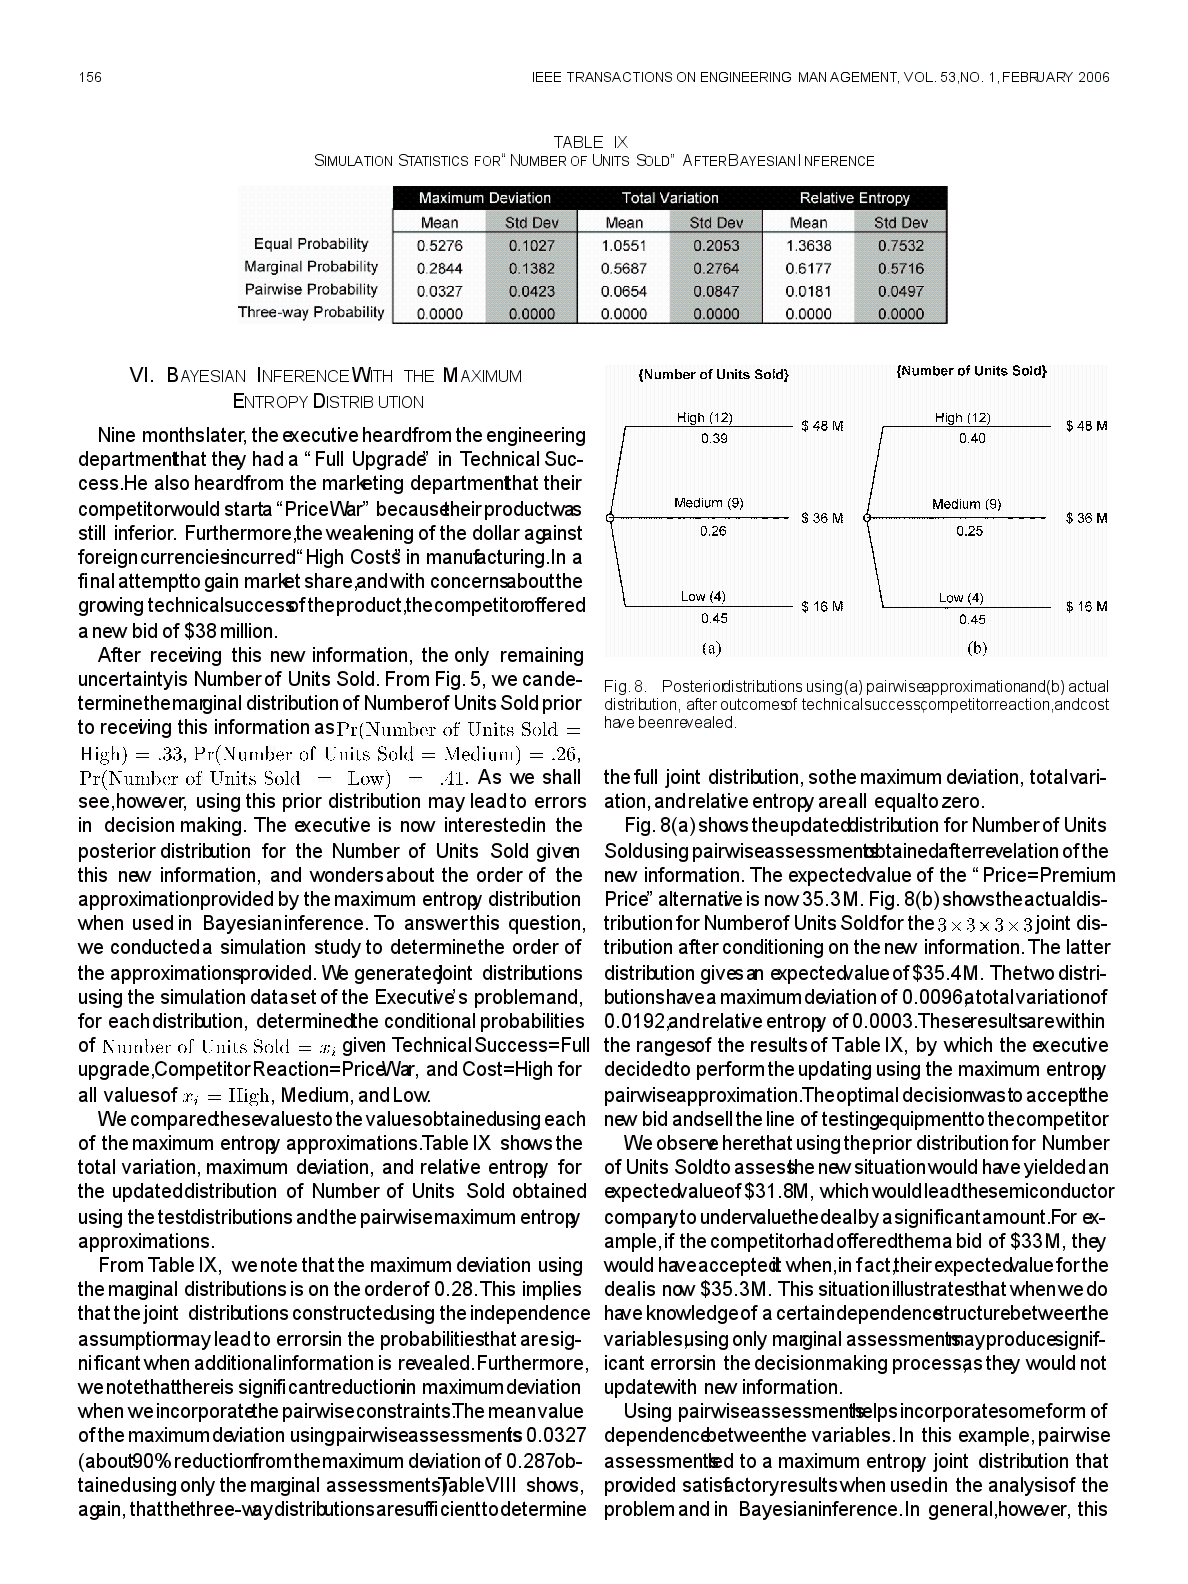 156
IEEE TRANSACTIONS ON ENGINEERING MANAGEMENT, VOL. 53, NO. 1, FEBRUARY 2006
TABLE IX
SIMULATION STATISTICS FOR "NUMBER OF UNITS SOLD" AFTER BAYESIAN INFERENCE
Maximum Deviation Total Variation Relative Entropy
Mean Std Dev Mean Std Dev Mean Std Dev
Equal Probability 0.5276 0.1027 1.0551 0.2053 1.3638 0.7532
Marginal Probability 0.2844 0.1382 0.5687 0.2764 0.6177 0.5716
Pairwise Probability 0.0327 0.0423 0.0654 0.0847 0.0181 0.0497
Three-way Probability 0.0000 0.0000 0.0000 0.0000 0.0000 0.0000
VI. BAYESIAN INFERENCE WITH THE MAXIMUM
ENTROPY DISTRIBUTION
Nine months later, the executive heard from the engineering
department that they had a "Full Upgrade" in Technical Suc-
cess. He also heard from the marketing department that their
competitor would start a "Price War" because their product was
still inferior. Furthermore, the weakening of the dollar against
foreign currencies incurred "High Costs" in manufacturing. In a
final attempt to gain market share, and with concerns about the
growing technical success of the product, the competitor offered
a new bid of $38 million.
After receiving this new information, the only remaining
uncertainty is Number of Units Sold. From Fig. 5, we can de-
termine the marginal distribution of Number of Units Sold prior
to receiving this information as Pr(Number of Units Sold =
High) = .33, Pr(Number of Units Sold = Medium) = .26,
Pr(Number of Units Sold = Low) = .41. As we shall
see, however, using this prior distribution may lead to errors
in decision making. The executive is now interested in the
posterior distribution for the Number of Units Sold given
this new information, and wonders about the order of the
approximation provided by the maximum entropy distribution
when used in Bayesian inference. To answer this question,
we conducted a simulation study to determine the order of
the approximations provided. We generated joint distributions
using the simulation data set of the Executive's problem and,
for each distribution, determined the conditional probabilities
of Number of Units Sold = xᵢ given Technical Success=Full
upgrade, Competitor Reaction=Price War, and Cost=High for
all values of xᵢ = High, Medium, and Low.
We compared these values to the values obtained using each
of the maximum entropy approximations. Table IX shows the
total variation, maximum deviation, and relative entropy for
the updated distribution of Number of Units Sold obtained
using the test distributions and the pairwise maximum entropy
approximations.
From Table IX, we note that the maximum deviation using
the marginal distributions is on the order of 0.28. This implies
that the joint distributions constructed using the independence
assumption may lead to errors in the probabilities that are sig-
nificant when additional information is revealed. Furthermore,
we note that there is significant reduction in maximum deviation
when we incorporate the pairwise constraints. The mean value
of the maximum deviation using pairwise assessments is 0.0327
(about 90% reduction from the maximum deviation of 0.287 ob-
tained using only the marginal assessments). Table VIII shows,
again, that the three-way distributions are sufficient to determine
{Number of Units Sold}
High (12)
0.39
$ 48 M
Medium (9)
0.26
$ 36 M
Low (4)
0.45
$ 16 M
(a)
{Number of Units Sold}
High (12)
0.40
$ 48 M
Medium (9)
0.25
$ 36 M
Low (4)
0.45
$ 16 M
(b)
Fig. 8. Posterior distributions using (a) pairwise approximation and (b) actual
distribution, after outcomes of technical success, competitor reaction, and cost
have been revealed.
the full joint distribution, so the maximum deviation, total vari-
ation, and relative entropy are all equal to zero.
Fig. 8(a) shows the updated distribution for Number of Units
Sold using pairwise assessments obtained after revelation of the
new information. The expected value of the "Price=Premium
Price" alternative is now 35.3M. Fig. 8(b) shows the actual dis-
tribution for Number of Units Sold for the 3 × 3 × 3 × 3 joint dis-
tribution after conditioning on the new information. The latter
distribution gives an expected value of $35.4M. The two distri-
butions have a maximum deviation of 0.0096, a total variation of
0.0192, and relative entropy of 0.0003. These results are within
the ranges of the results of Table IX, by which the executive
decided to perform the updating using the maximum entropy
pairwise approximation. The optimal decision was to accept the
new bid and sell the line of testing equipment to the competitor
We observe here that using the prior distribution for Number
of Units Sold to assess the new situation would have yielded an
expected value of $31.8M, which would lead the semiconductor
company to undervalue the deal by a significant amount. For ex-
ample, if the competitor had offered them a bid of $33M, they
would have accepted it when, in fact, their expected value for the
deal is now $35.3M. This situation illustrates that when we do
have knowledge of a certain dependence structure between the
variables, using only marginal assessments may produce signif-
icant errors in the decision making process, as they would not
update with new information.
Using pairwise assessments helps incorporate some form of
dependence between the variables. In this example, pairwise
assessments led to a maximum entropy joint distribution that
provided satisfactory results when used in the analysis of the
problem and in Bayesian inference. In general, however, this